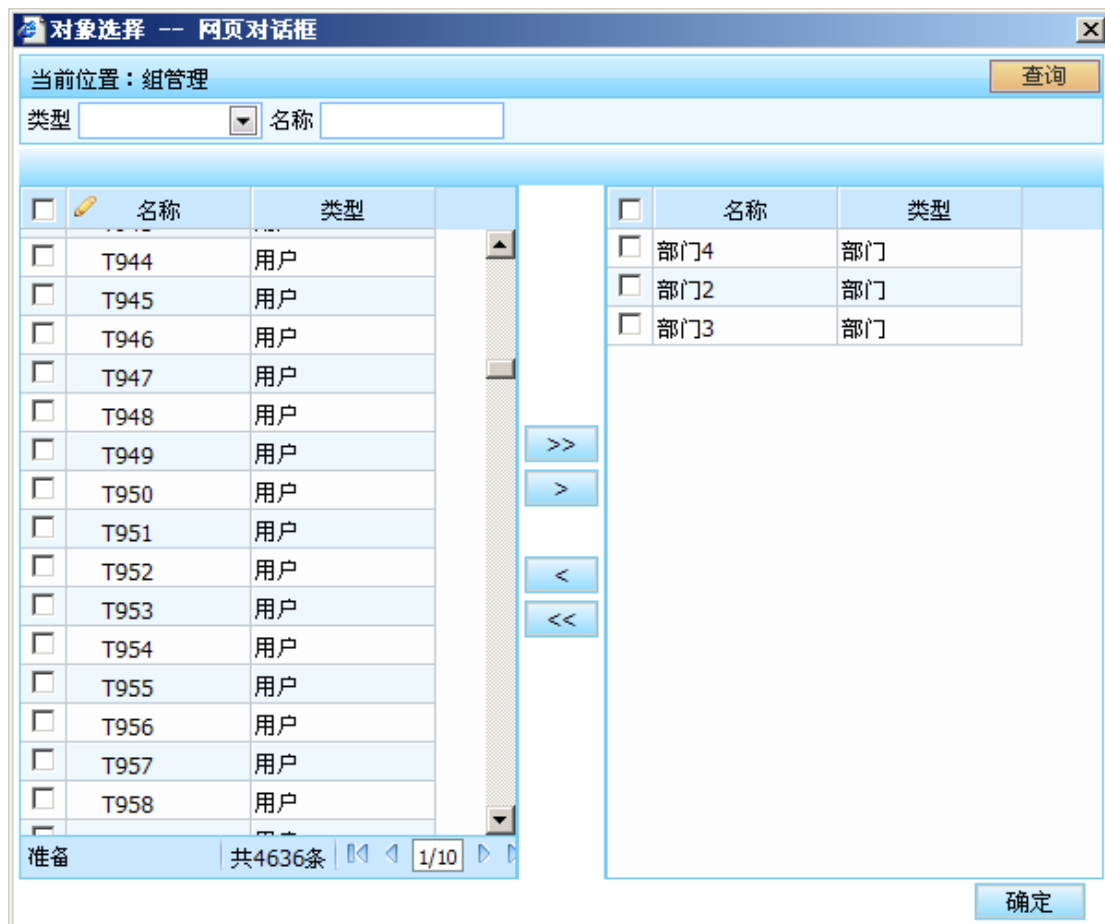 对象选择 -- 网页对话框
当前位置：组管理
查询
类型
名称
名称 类型
T944 用户
T945 用户
T946 用户
T947 用户
T948 用户
T949 用户
T950 用户
T951 用户
T952 用户
T953 用户
T954 用户
T955 用户
T956 用户
T957 用户
T958 用户
准备 共4636条 1/10
>>
>
<
<<
名称 类型
部门4 部门
部门2 部门
部门3 部门
确定